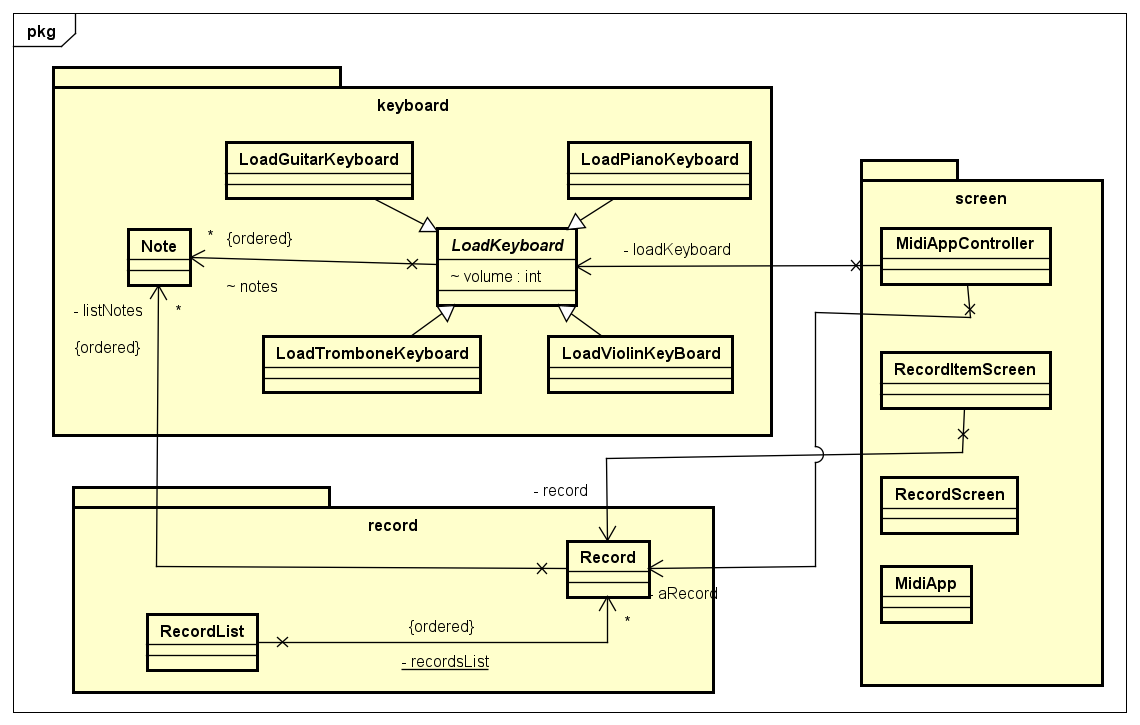 pkg
keyboard
LoadGuitarKeyboard
LoadPianoKeyboard
screen
Note
*
{ordered}
~ notes
LoadKeyboard
~ volume : int
- loadKeyboard
MidiAppController
- listNotes
*
{ordered}
LoadTromboneKeyboard
LoadViolinKeyBoard
RecordItemScreen
- record
RecordScreen
record
Record
- aRecord
MidiApp
RecordList
{ordered}
*
- recordsList